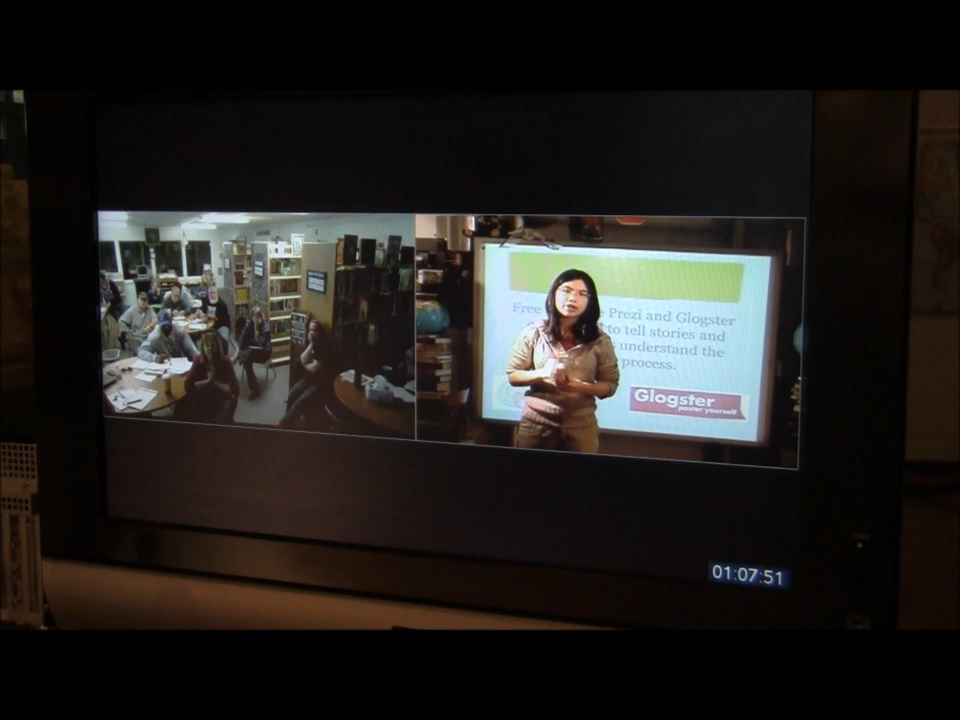 Free Prezi and Glogster
to tell stories and
understand the
process.
Glogster
poster yourself
01:07:51